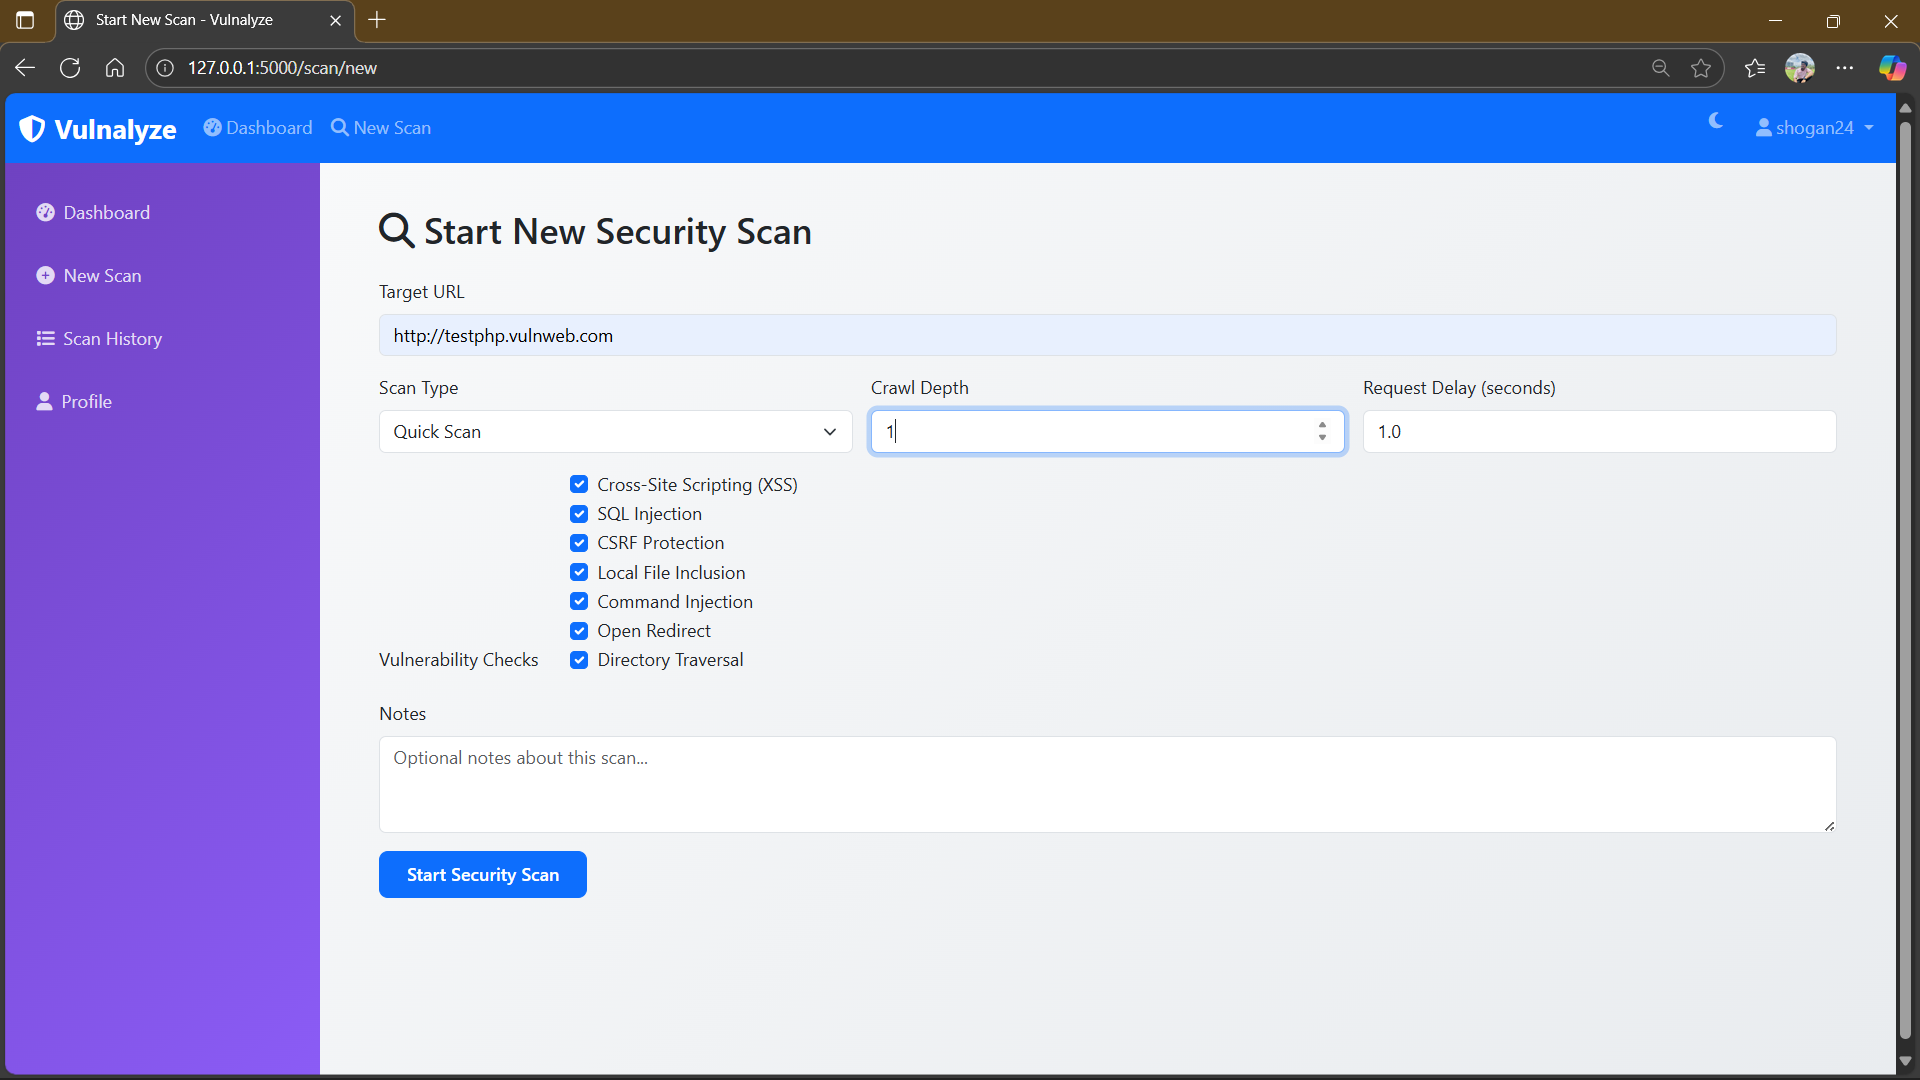 Start New Scan - Vulnalyze
127.0.0.1:5000/scan/new
Vulnalyze Dashboard New Scan shogan24
Dashboard
New Scan
Scan History
Profile
Start New Security Scan
Target URL
http://testphp.vulnweb.com
Scan Type Crawl Depth Request Delay (seconds)
Quick Scan 1 1.0
Cross-Site Scripting (XSS)
SQL Injection
CSRF Protection
Local File Inclusion
Command Injection
Open Redirect
Vulnerability Checks Directory Traversal
Notes
Optional notes about this scan...
Start Security Scan